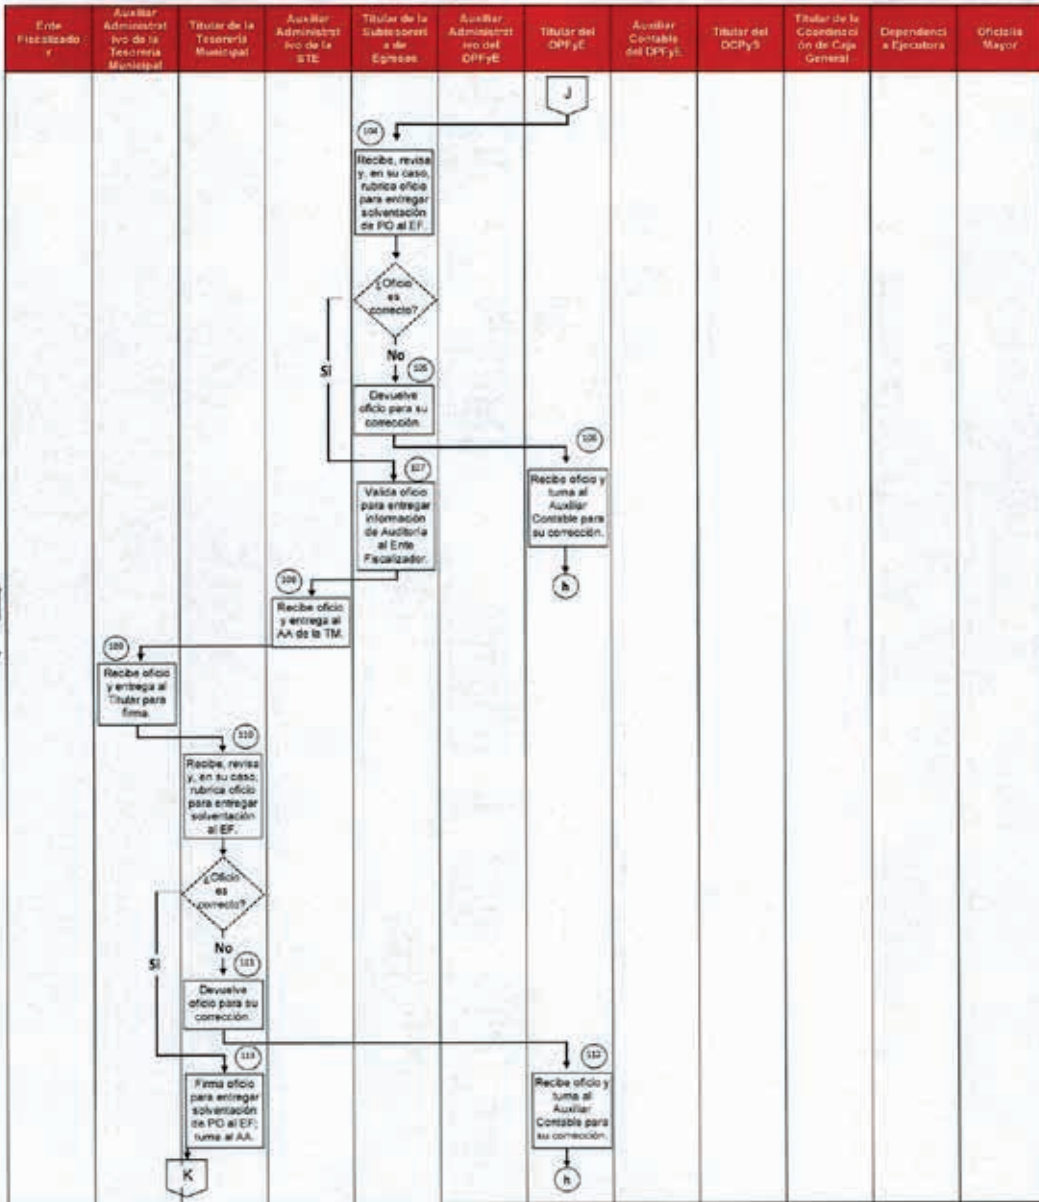 Ente
Fiscalizado
r
Auxiliar
Administrat
ivo de la
Tesorería
Municipal
Titular de la
Tesorería
Municipal
Auxiliar
Administrat
ivo de la
STE
Titular de la
Subtesorerí
a de
Egresos
Auxiliar
Administrat
ivo del
DPFyE
Titular del
DPFyE
Auxiliar
Contable
del DPFyE
Titular del
DCPyS
Titular de la
Coordinaci
ón de Caja
General
Dependenci
a Ejecutora
Oficialía
Mayor
J
104
Recibe, revisa
y, en su caso,
rubrica oficio
para entregar
solventación
de PO al EF.
¿Oficio
es
correcto?
No
SI
105
Devuelve
oficio para su
corrección.
106
Recibe oficio y
turna al
Auxiliar
Contable para
su corrección.
h
107
Valida oficio
para entregar
información
de Auditoría
al Ente
Fiscalizador.
108
Recibe oficio
y entrega al
AA de la TM.
109
Recibe oficio
y entrega al
Titular para
firma.
110
Recibe, revisa
y, en su caso,
rubrica oficio
para entregar
solventación
al EF.
¿Oficio
es
correcto?
No
SI
111
Devuelve
oficio para su
corrección.
112
Recibe oficio y
turna al
Auxiliar
Contable para
su corrección.
h
113
Firma oficio
para entregar
solventación
de PO al EF;
turna al AA.
K